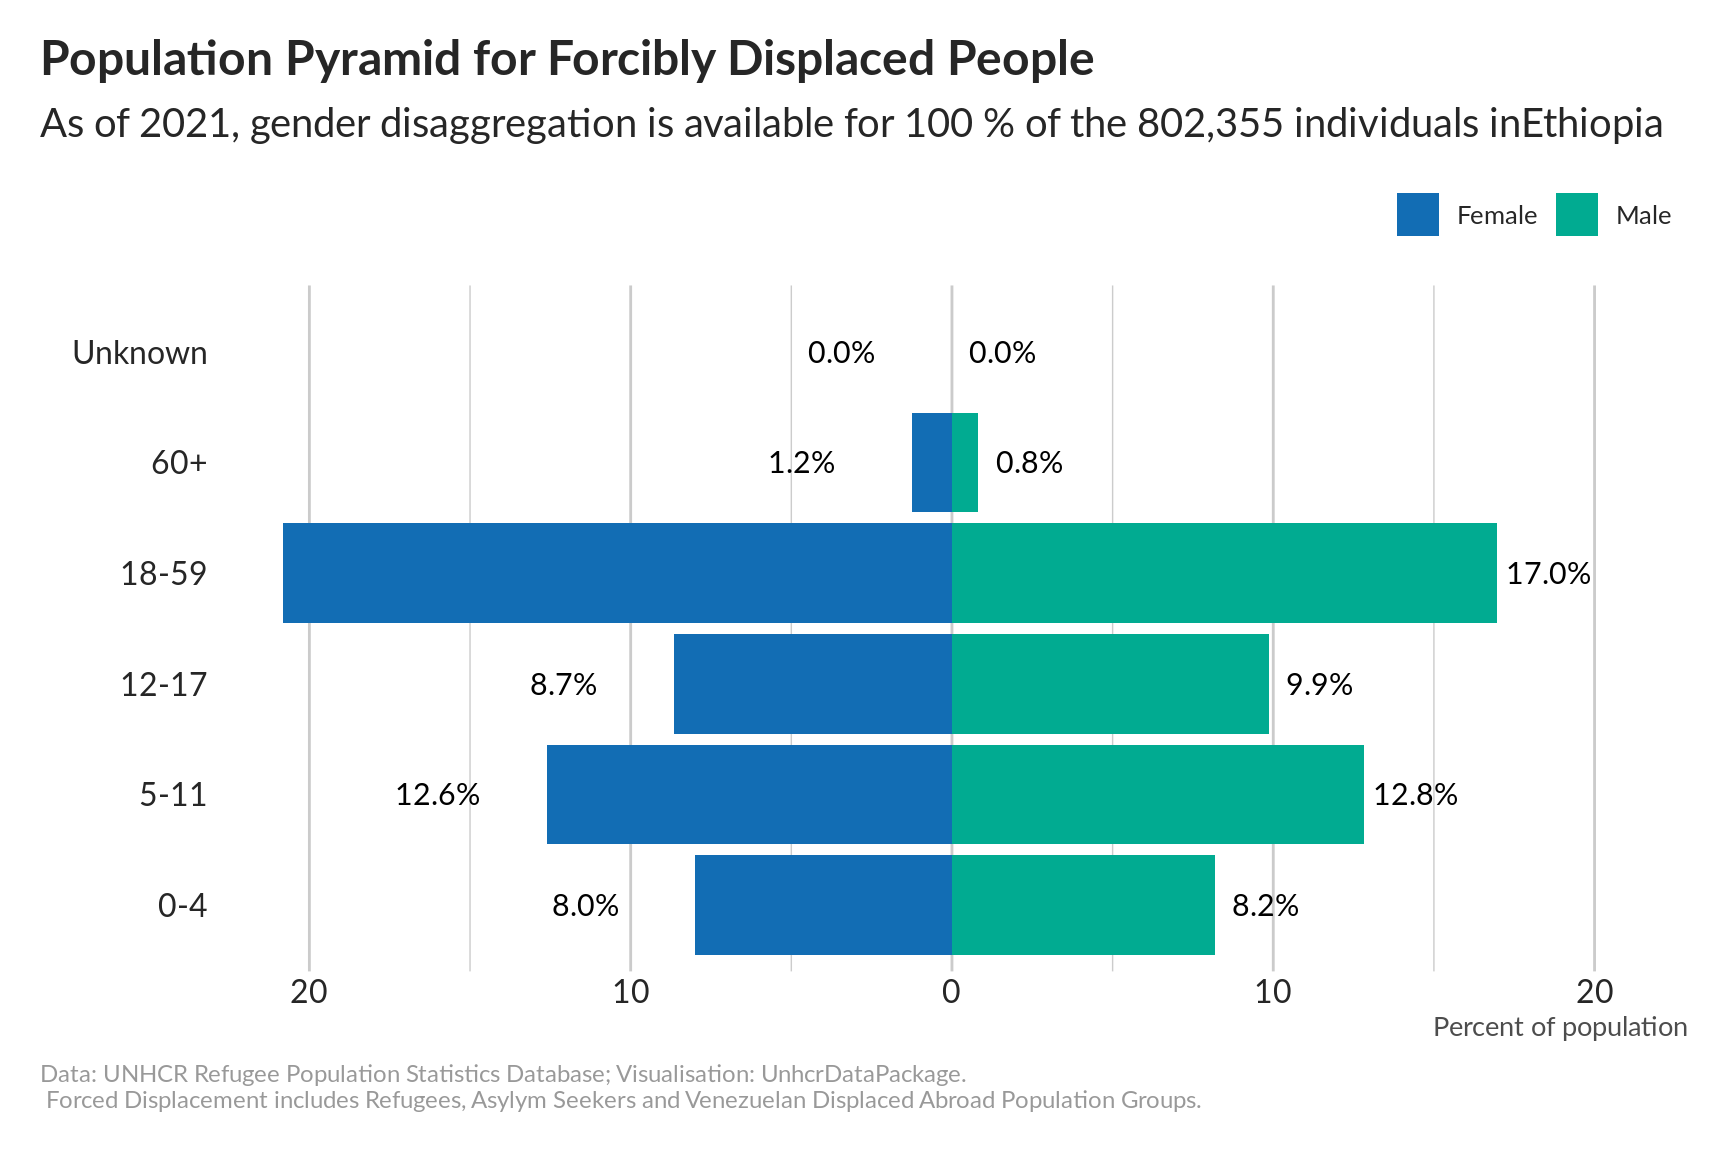 Population Pyramid for Forcibly Displaced People
As of 2021, gender disaggregation is available for 100 % of the 802,355 individuals inEthiopia
Female Male
Unknown 0.0% 0.0%
60+ 1.2% 0.8%
18-59 17.0%
12-17 8.7% 9.9%
5-11 12.6% 12.8%
0-4 8.0% 8.2%
20 10 0 10 20
Percent of population
Data: UNHCR Refugee Population Statistics Database; Visualisation: UnhcrDataPackage.
Forced Displacement includes Refugees, Asylym Seekers and Venezuelan Displaced Abroad Population Groups.